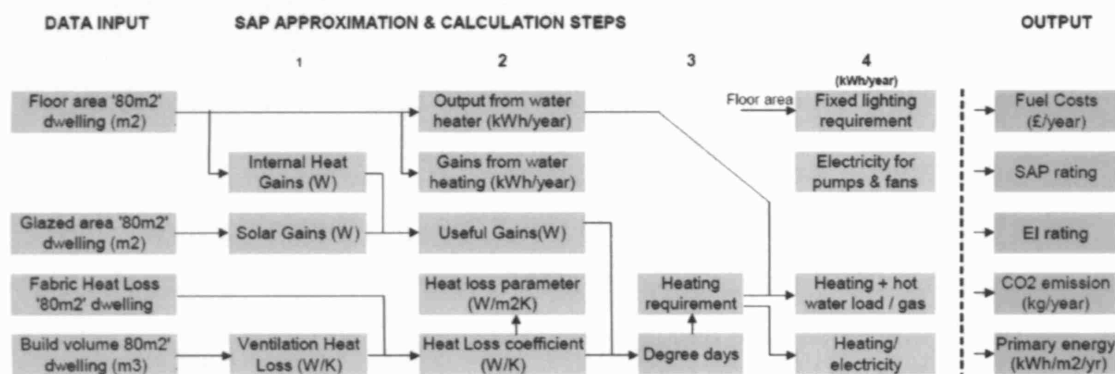 DATA INPUT
SAP APPROXIMATION & CALCULATION STEPS
OUTPUT
1
2
3
4
(kWh/year)
Floor area '80m2'
dwelling (m2)
Output from water
heater (kWh/year)
Floor area
Fixed lighting
requirement
Fuel Costs
(£/year)
Internal Heat
Gains (W)
Gains from water
heating (kWh/year)
Electricity for
pumps & fans
SAP rating
Glazed area '80m2'
dwelling (m2)
Solar Gains (W)
Useful Gains(W)
EI rating
Fabric Heat Loss
'80m2' dwelling
Heat loss parameter
(W/m2K)
Heating
requirement
Heating + hot
water load / gas
CO2 emission
(kg/year)
Build volume 80m2'
dwelling (m3)
Ventilation Heat
Loss (W/K)
Heat Loss coefficient
(W/K)
Degree days
Heating/
electricity
Primary energy
(kWh/m2/yr)